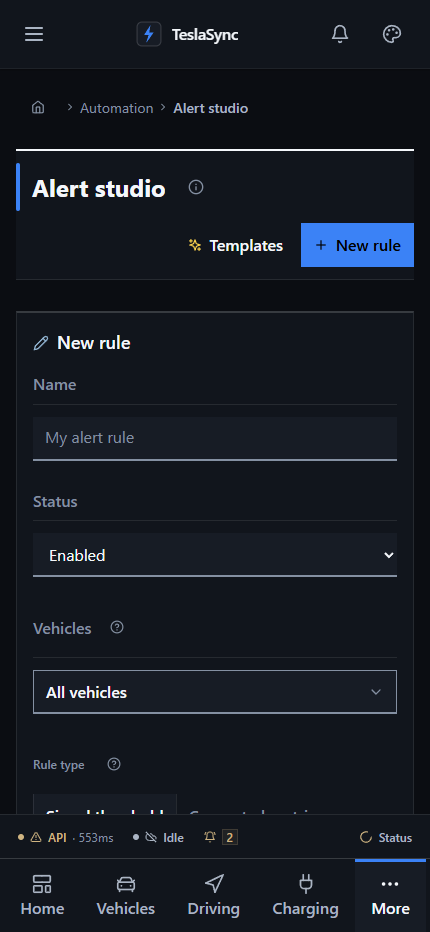 TeslaSync
Automation
Alert studio
Alert studio
Templates
+ New rule
New rule
Name
My alert rule
Status
Enabled
Vehicles
All vehicles
Rule type
API · 553ms
Idle
2
Status
Home
Vehicles
Driving
Charging
More